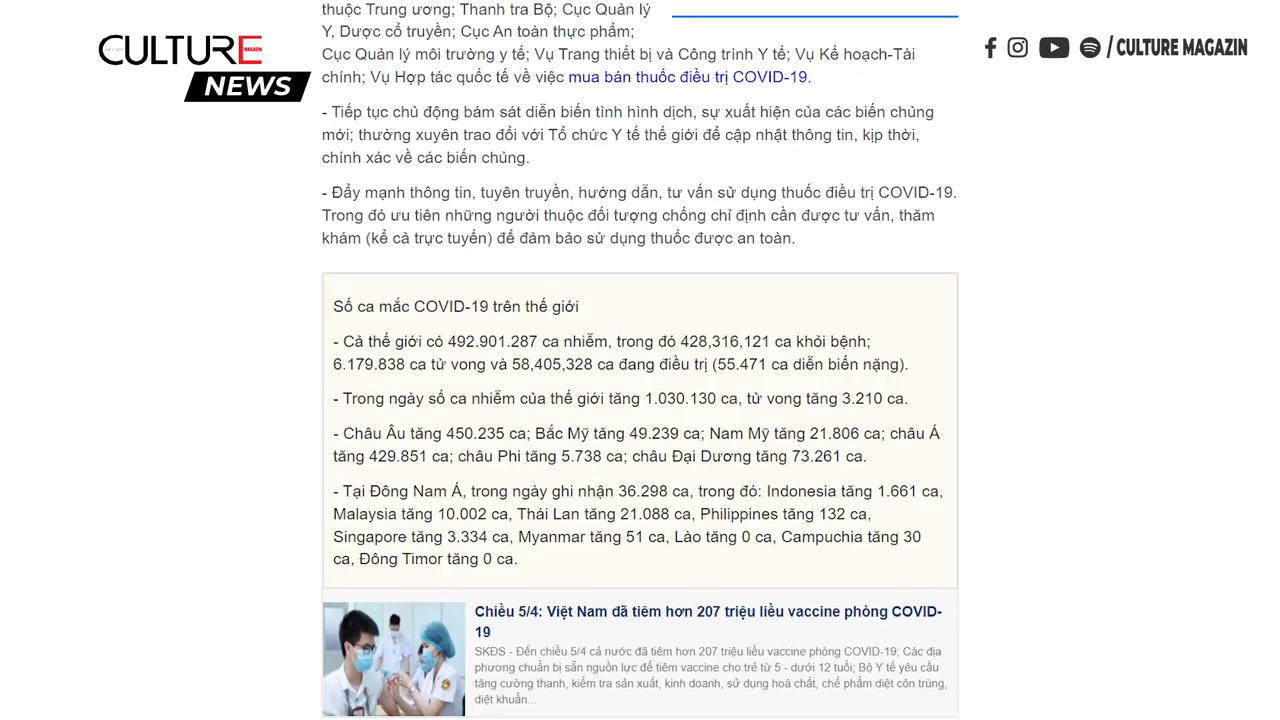 thuộc Trung ương; Thanh tra Bộ; Cục Quản lý
Y, Dược cổ truyền; Cục An toàn thực phẩm;
Cục Quản lý môi trường y tế; Vụ Trang thiết bị và Công trình Y tế; Vụ Kế hoạch-Tài
chính; Vụ Hợp tác quốc tế về việc mua bán thuốc điều trị COVID-19.
CULTURE
MAGAZIN
NEWS
/ CULTURE MAGAZIN
- Tiếp tục chủ động bám sát diễn biến tình hình dịch, sự xuất hiện của các biến chủng
mới; thường xuyên trao đổi với Tổ chức Y tế thế giới để cập nhật thông tin, kịp thời,
chính xác về các biến chủng.
- Đẩy mạnh thông tin, tuyên truyền, hướng dẫn, tư vấn sử dụng thuốc điều trị COVID-19.
Trong đó ưu tiên những người thuộc đối tượng chống chỉ định cần được tư vấn, thăm
khám (kể cả trực tuyến) để đảm bảo sử dụng thuốc được an toàn.
Số ca mắc COVID-19 trên thế giới
- Cả thế giới có 492.901.287 ca nhiễm, trong đó 428,316,121 ca khỏi bệnh;
6.179.838 ca tử vong và 58,405,328 ca đang điều trị (55.471 ca diễn biến nặng).
- Trong ngày số ca nhiễm của thế giới tăng 1.030.130 ca, tử vong tăng 3.210 ca.
- Châu Âu tăng 450.235 ca; Bắc Mỹ tăng 49.239 ca; Nam Mỹ tăng 21.806 ca; châu Á
tăng 429.851 ca; châu Phi tăng 5.738 ca; châu Đại Dương tăng 73.261 ca.
- Tại Đông Nam Á, trong ngày ghi nhận 36.298 ca, trong đó: Indonesia tăng 1.661 ca,
Malaysia tăng 10.002 ca, Thái Lan tăng 21.088 ca, Philippines tăng 132 ca,
Singapore tăng 3.334 ca, Myanmar tăng 51 ca, Lào tăng 0 ca, Campuchia tăng 30
ca, Đông Timor tăng 0 ca.
Chiều 5/4: Việt Nam đã tiêm hơn 207 triệu liều vaccine phòng COVID-
19
SKĐS - Đến chiều 5/4 cả nước đã tiêm hơn 207 triệu liều vaccine phòng COVID-19; Các địa
phương chuẩn bị sẵn nguồn lực để tiêm vaccine cho trẻ từ 5 - dưới 12 tuổi; Bộ Y tế yêu cầu
tăng cường thanh, kiểm tra sản xuất, kinh doanh, sử dụng hoá chất, chế phẩm diệt côn trùng,
diệt khuẩn...